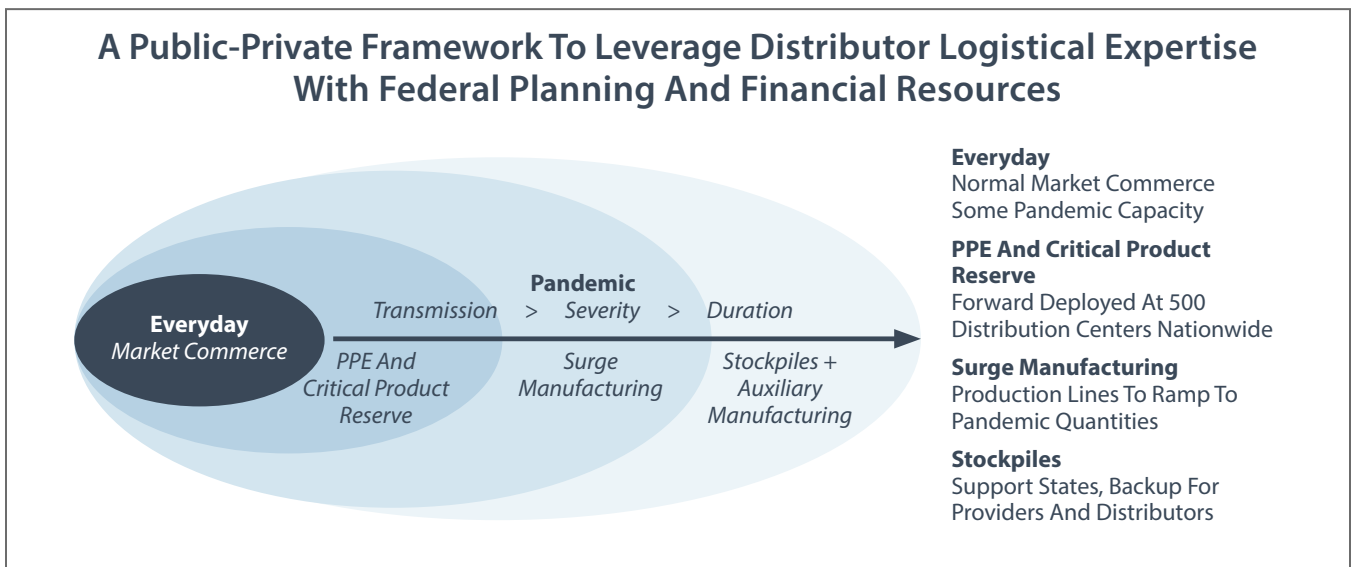 A Public-Private Framework To Leverage Distributor Logistical Expertise
With Federal Planning And Financial Resources
Everyday
Market Commerce
Pandemic
Transmission > Severity > Duration
PPE And
Critical Product
Reserve
Surge
Manufacturing
Stockpiles +
Auxiliary
Manufacturing
Everyday
Normal Market Commerce
Some Pandemic Capacity
PPE And Critical Product
Reserve
Forward Deployed At 500
Distribution Centers Nationwide
Surge Manufacturing
Production Lines To Ramp To
Pandemic Quantities
Stockpiles
Support States, Backup For
Providers And Distributors